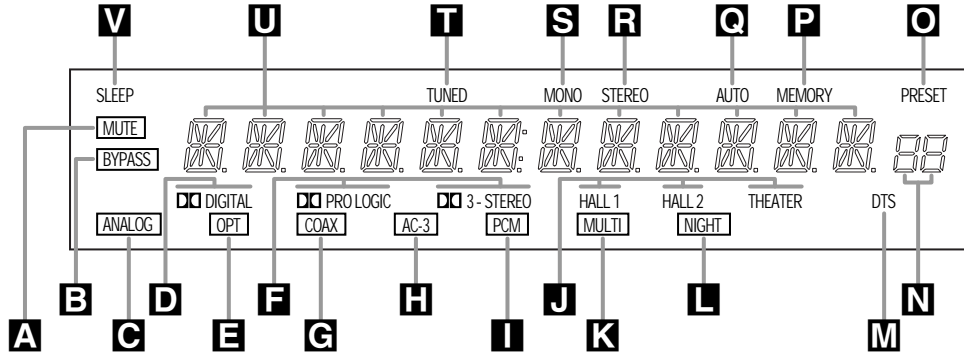 V U T S R Q P O
SLEEP TUNED MONO STEREO AUTO MEMORY PRESET
MUTE
BYPASS
DIGITAL PRO LOGIC 3 - STEREO HALL 1 HALL 2 THEATER DTS
ANALOG OPT COAX AC-3 PCM MULTI NIGHT
B D F H J L N
A C E G I K M